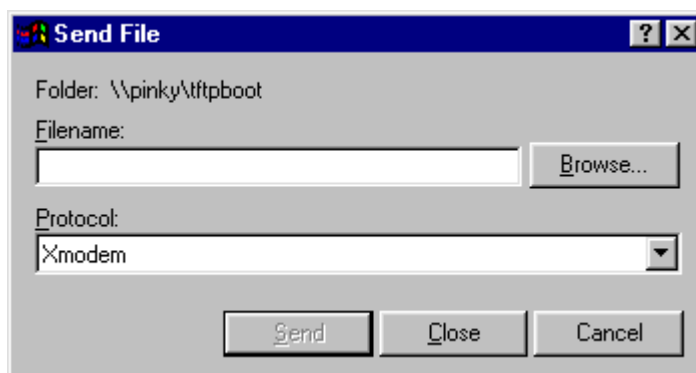 Send File
Folder: \\pinky\tftpboot
Filename:
Browse...
Protocol:
Xmodem
Send Close Cancel